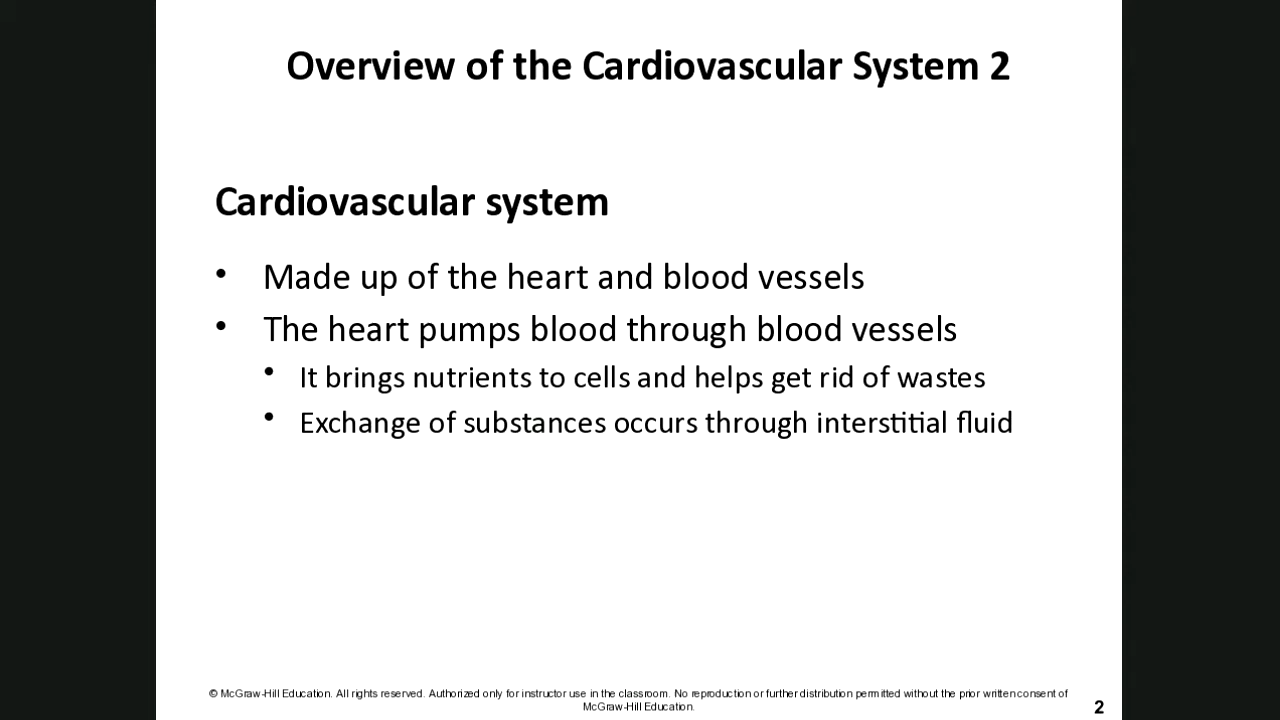 Overview of the Cardiovascular System 2
Cardiovascular system
• Made up of the heart and blood vessels
• The heart pumps blood through blood vessels
• It brings nutrients to cells and helps get rid of wastes
• Exchange of substances occurs through interstitial fluid
© McGraw-Hill Education. All rights reserved. Authorized only for instructor use in the classroom. No reproduction or further distribution permitted without the prior written consent of
McGraw-Hill Education.
2